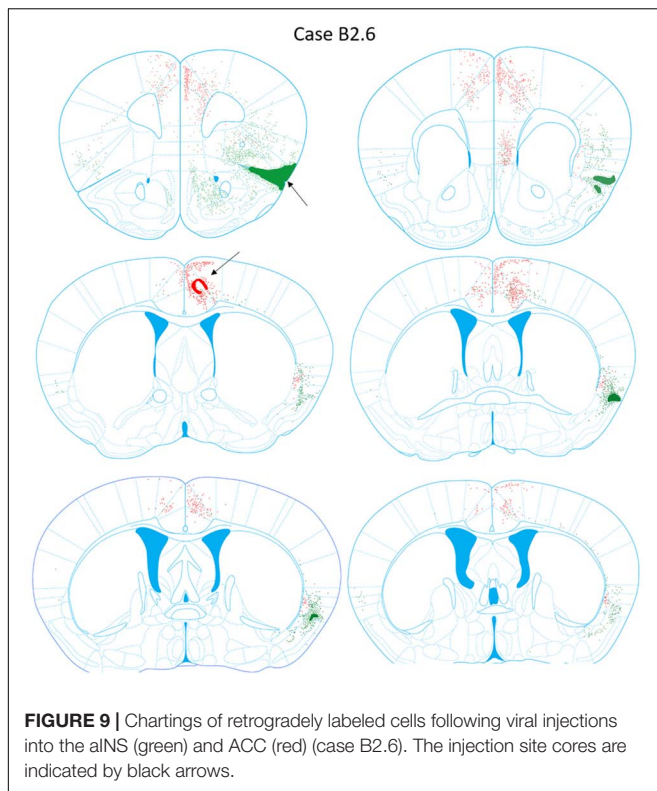 Case B2.6
FIGURE 9 | Chartings of retrogradely labeled cells following viral injections
into the aINS (green) and ACC (red) (case B2.6). The injection site cores are
indicated by black arrows.